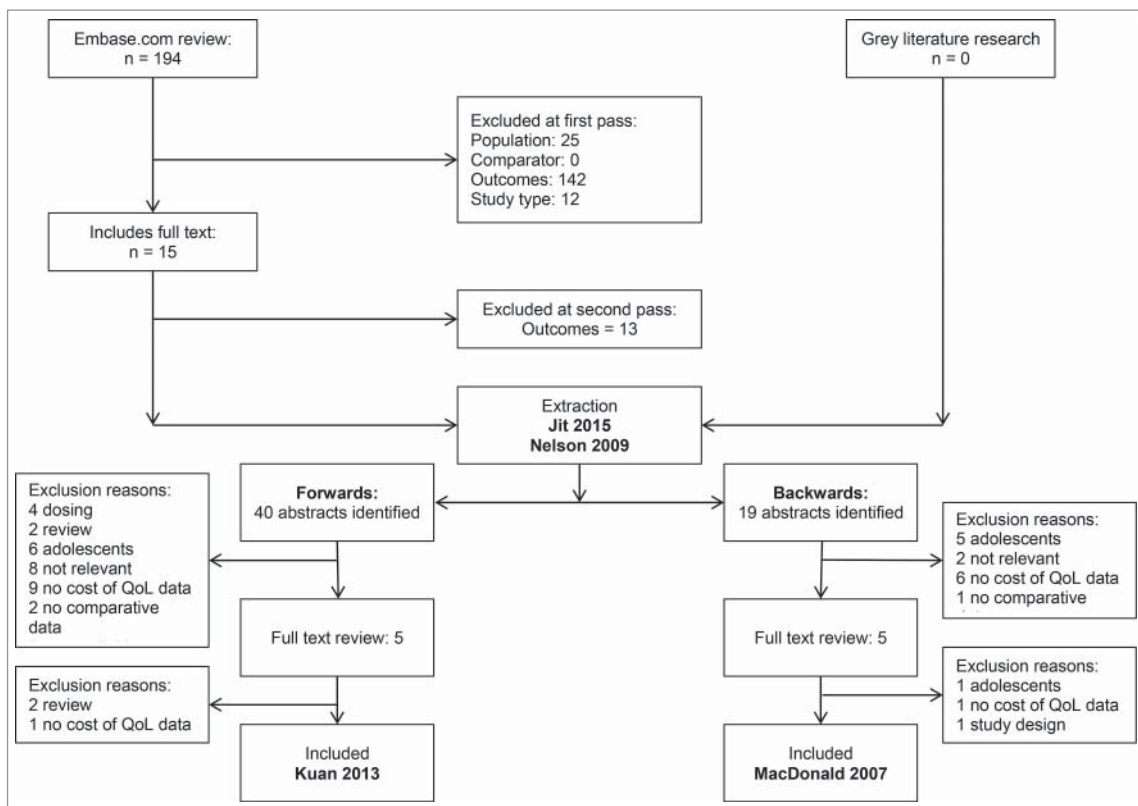 Embase.com review:
n = 194
Grey literature research
n = 0
Excluded at first pass:
Population: 25
Comparator: 0
Outcomes: 142
Study type: 12
Includes full text:
n = 15
Excluded at second pass:
Outcomes = 13
Extraction
Jit 2015
Nelson 2009
Exclusion reasons:
4 dosing
2 review
6 adolescents
8 not relevant
9 no cost of QoL data
2 no comparative
data
Forwards:
40 abstracts identified
Backwards:
19 abstracts identified
Exclusion reasons:
5 adolescents
2 not relevant
6 no cost of QoL data
1 no comparative
Full text review: 5
Full text review: 5
Exclusion reasons:
2 review
1 no cost of QoL data
Exclusion reasons:
1 adolescents
1 no cost of QoL data
1 study design
Included
Kuan 2013
Included
MacDonald 2007